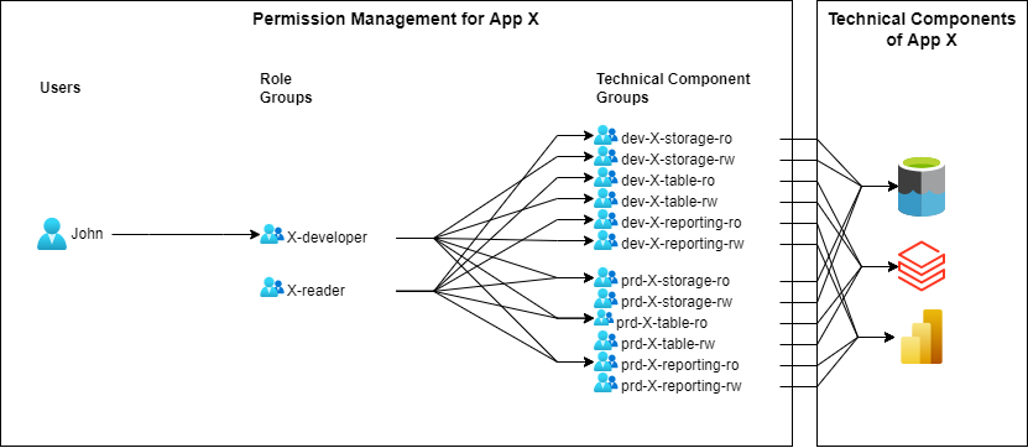 Permission Management for App X
Technical Components
of App X
Users
Role
Groups
Technical Component
Groups
dev-X-storage-ro
dev-X-storage-rw
dev-X-table-ro
dev-X-table-rw
dev-X-reporting-ro
dev-X-reporting-rw
John
X-developer
X-reader
prd-X-storage-ro
prd-X-storage-rw
prd-X-table-ro
prd-X-table-rw
prd-X-reporting-ro
prd-X-reporting-rw